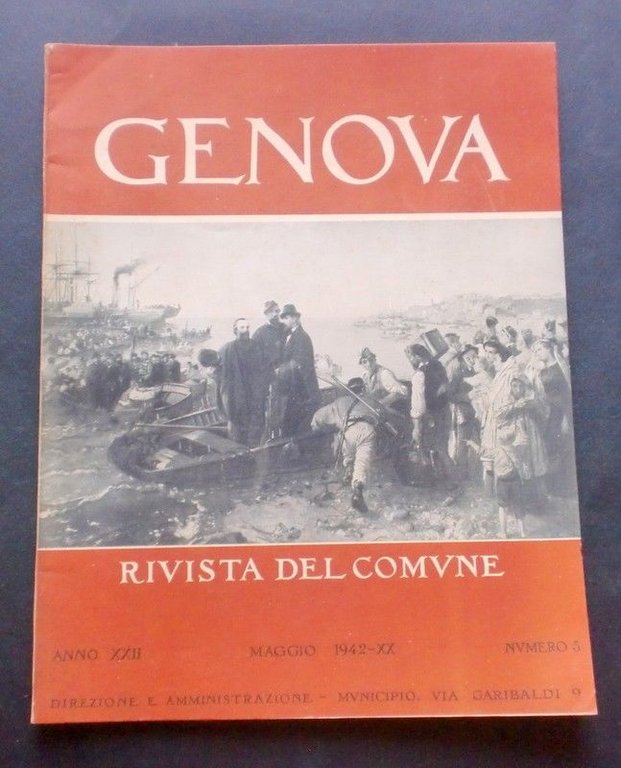 GENOVA
RIVISTA DEL COMVNE
ANNO XXII MAGGIO 1942-XX NVMERO 5
DIREZIONE E AMMINISTRAZIONE - MVNICIPIO, VIA GARIBALDI 9